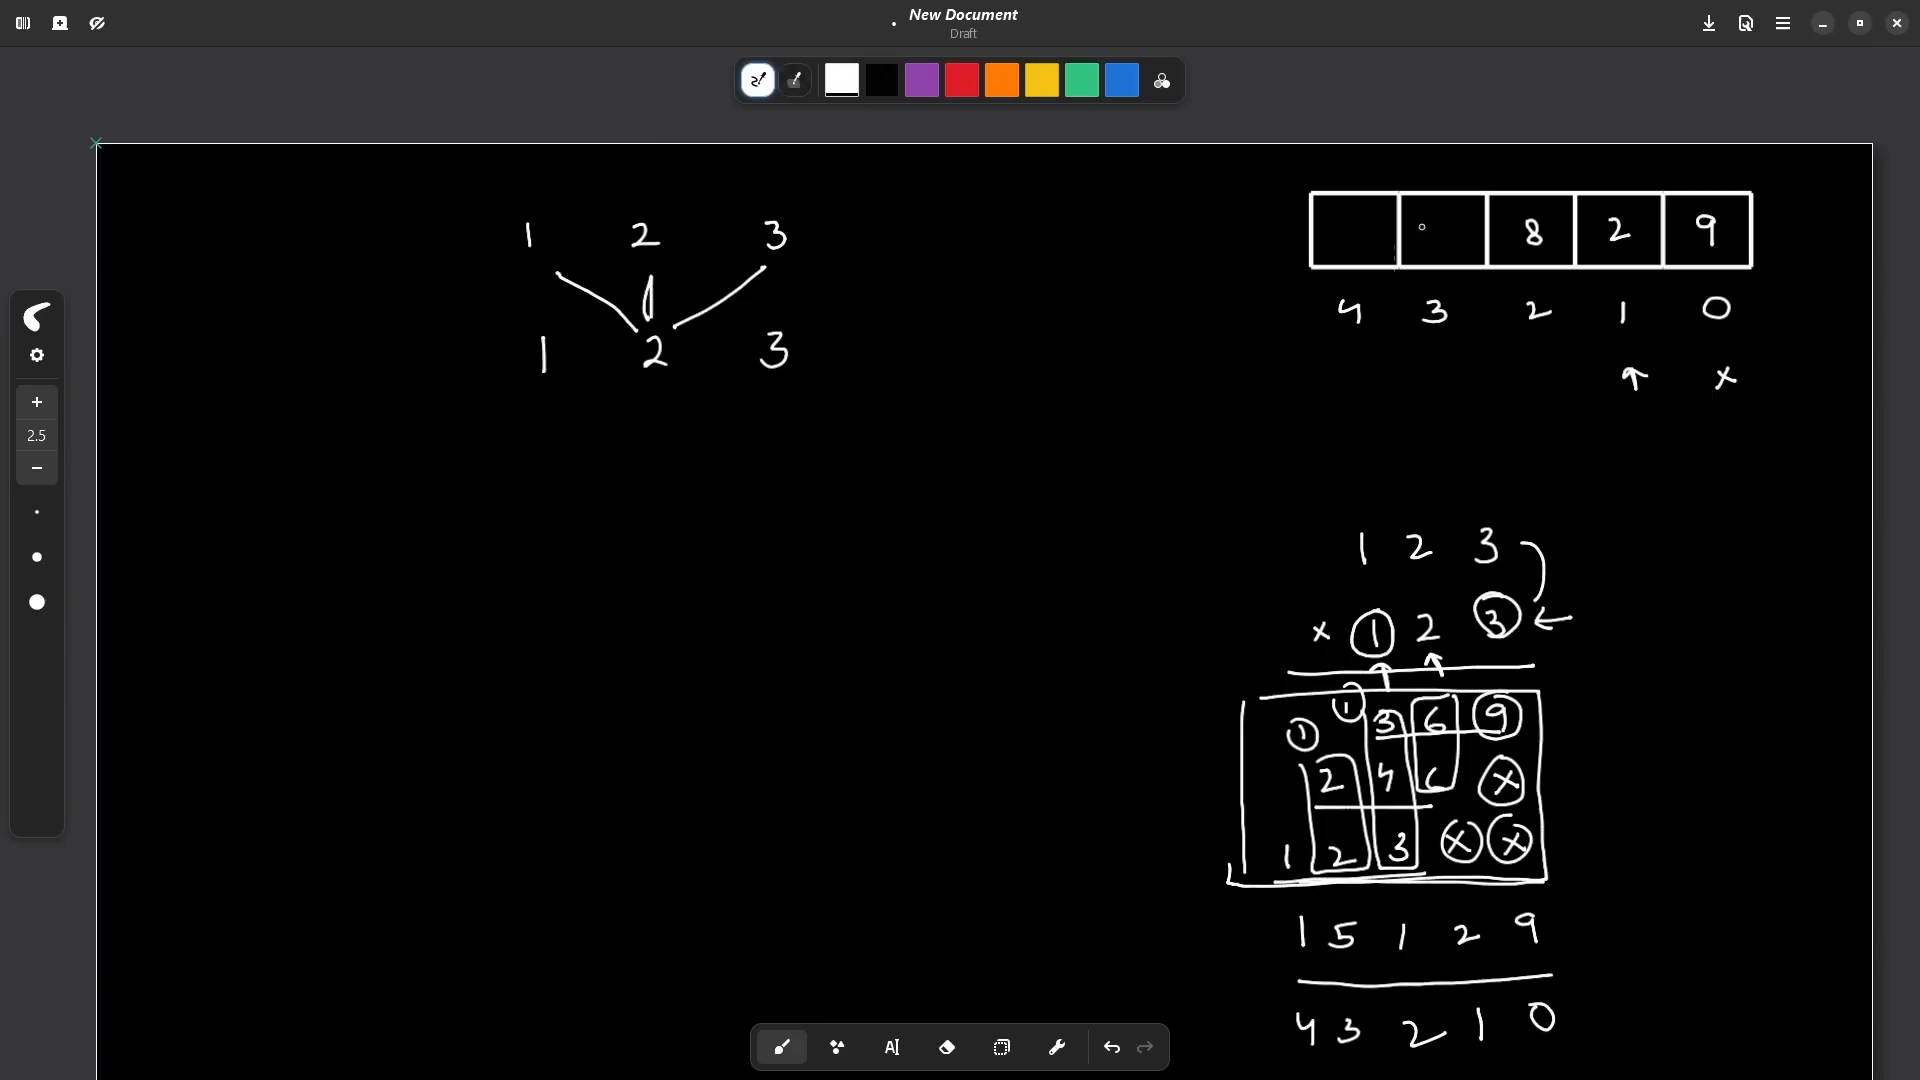 New Document
Draft
1 2 3
1 2 3
8 2 9
4 3 2 1 0
x
2.5
1 2 3
x 1 2 3
1 1 3 6 9
2 4 6 x
1 2 3 x x
1 5 1 2 9
4 3 2 1 0
AI